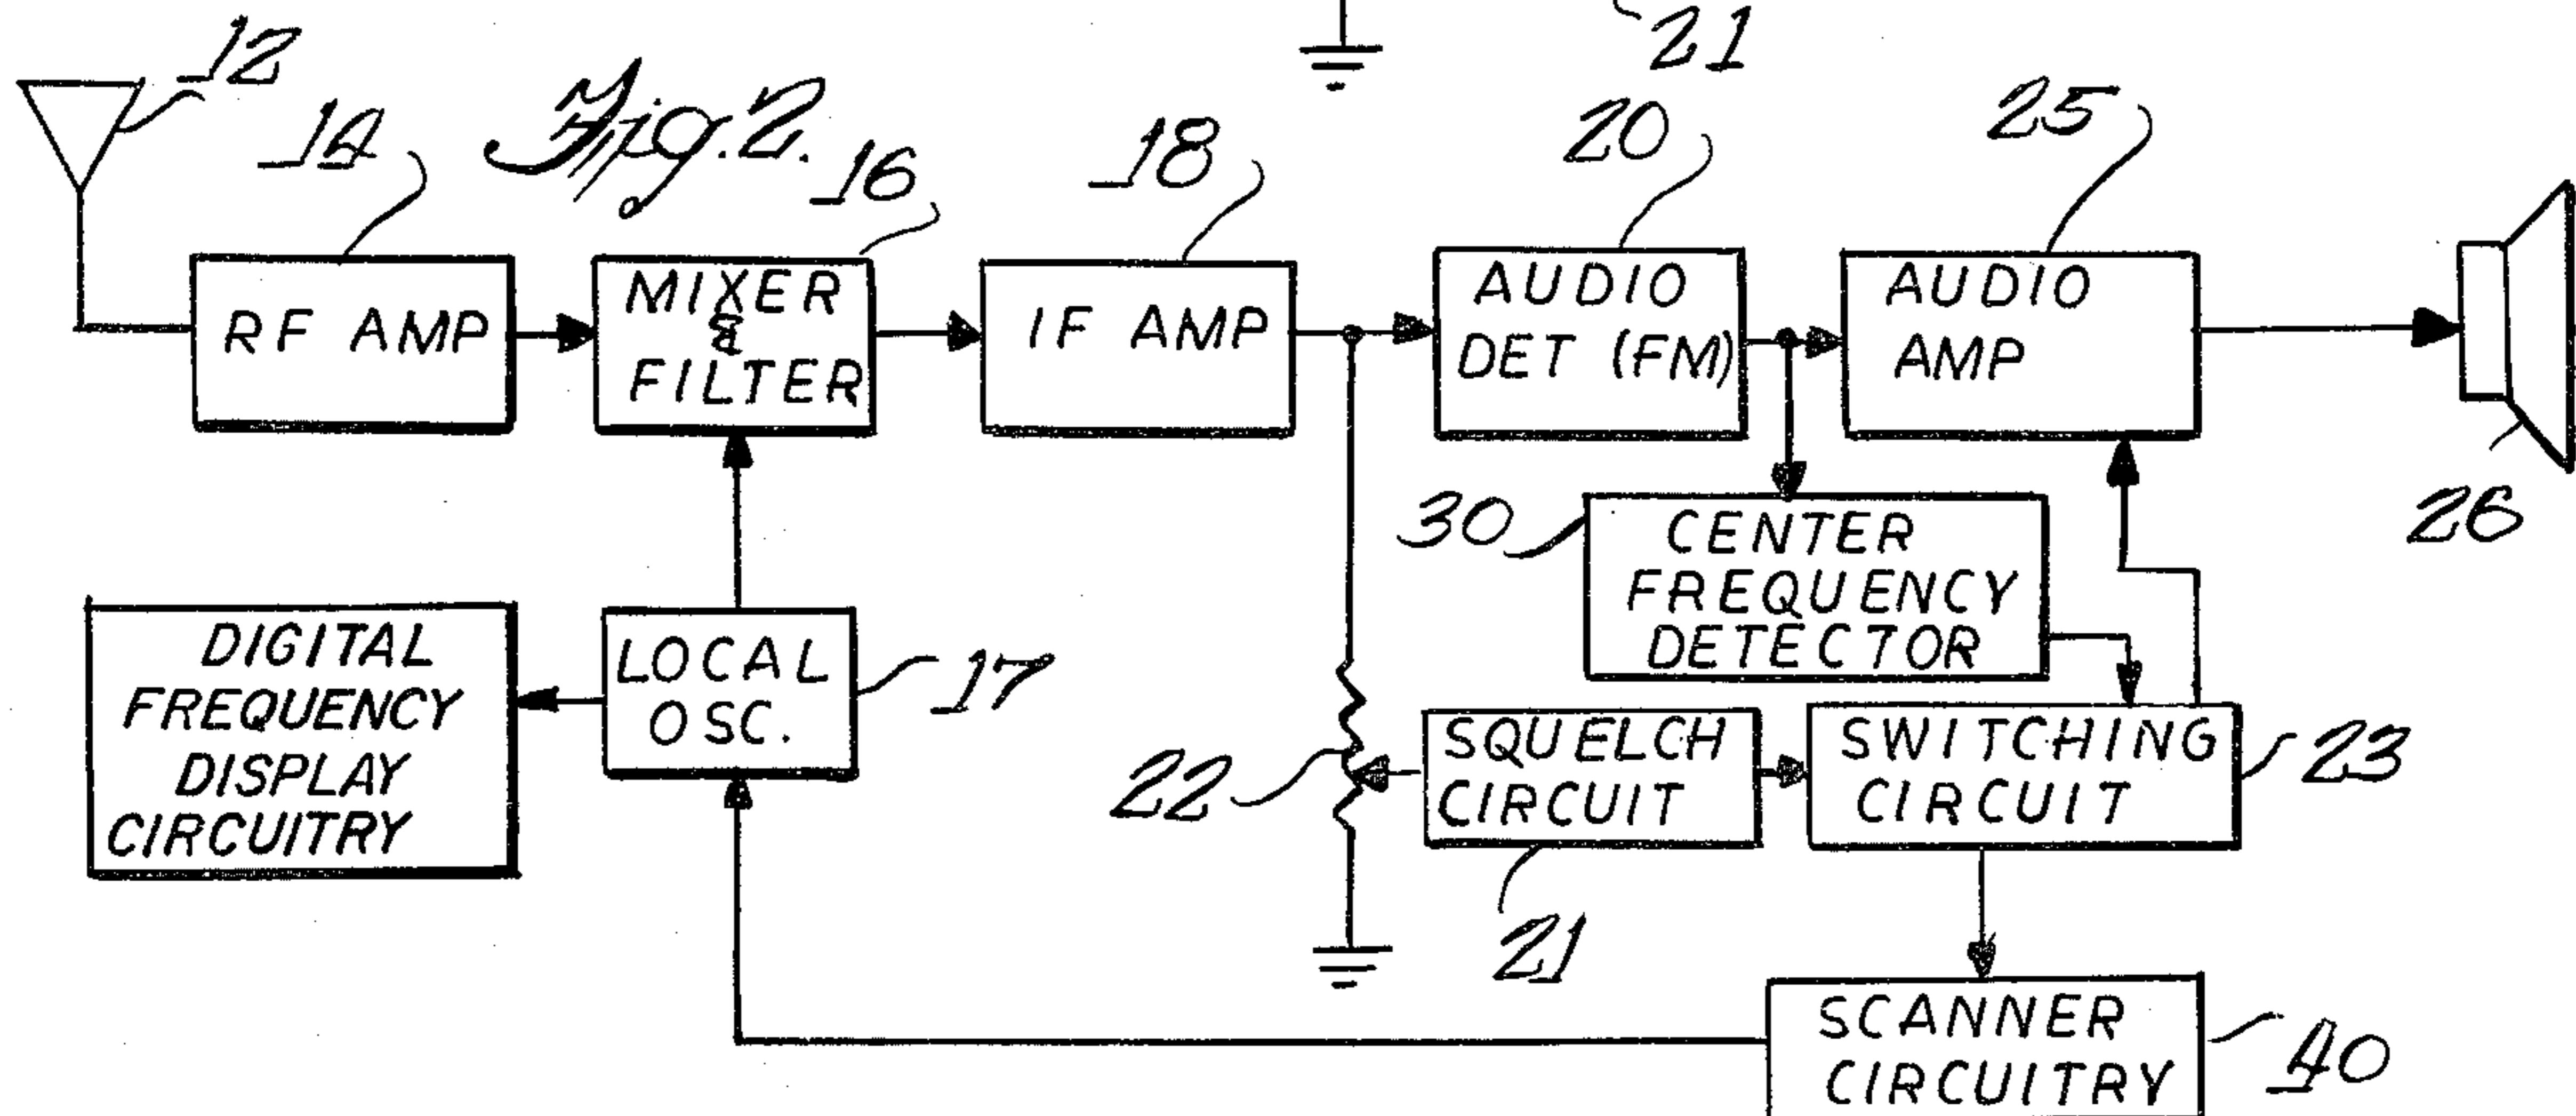 21
12
Fig. 2.
14
16
18
20
25
RF AMP
MIXER
&
FILTER
IF AMP
AUDIO
DET (FM)
AUDIO
AMP
26
30
CENTER
FREQUENCY
DETECTOR
DIGITAL
FREQUENCY
DISPLAY
CIRCUITRY
LOCAL
OSC.
17
22
SQUELCH
CIRCUIT
21
SWITCHING
CIRCUIT
23
SCANNER
CIRCUITRY
40